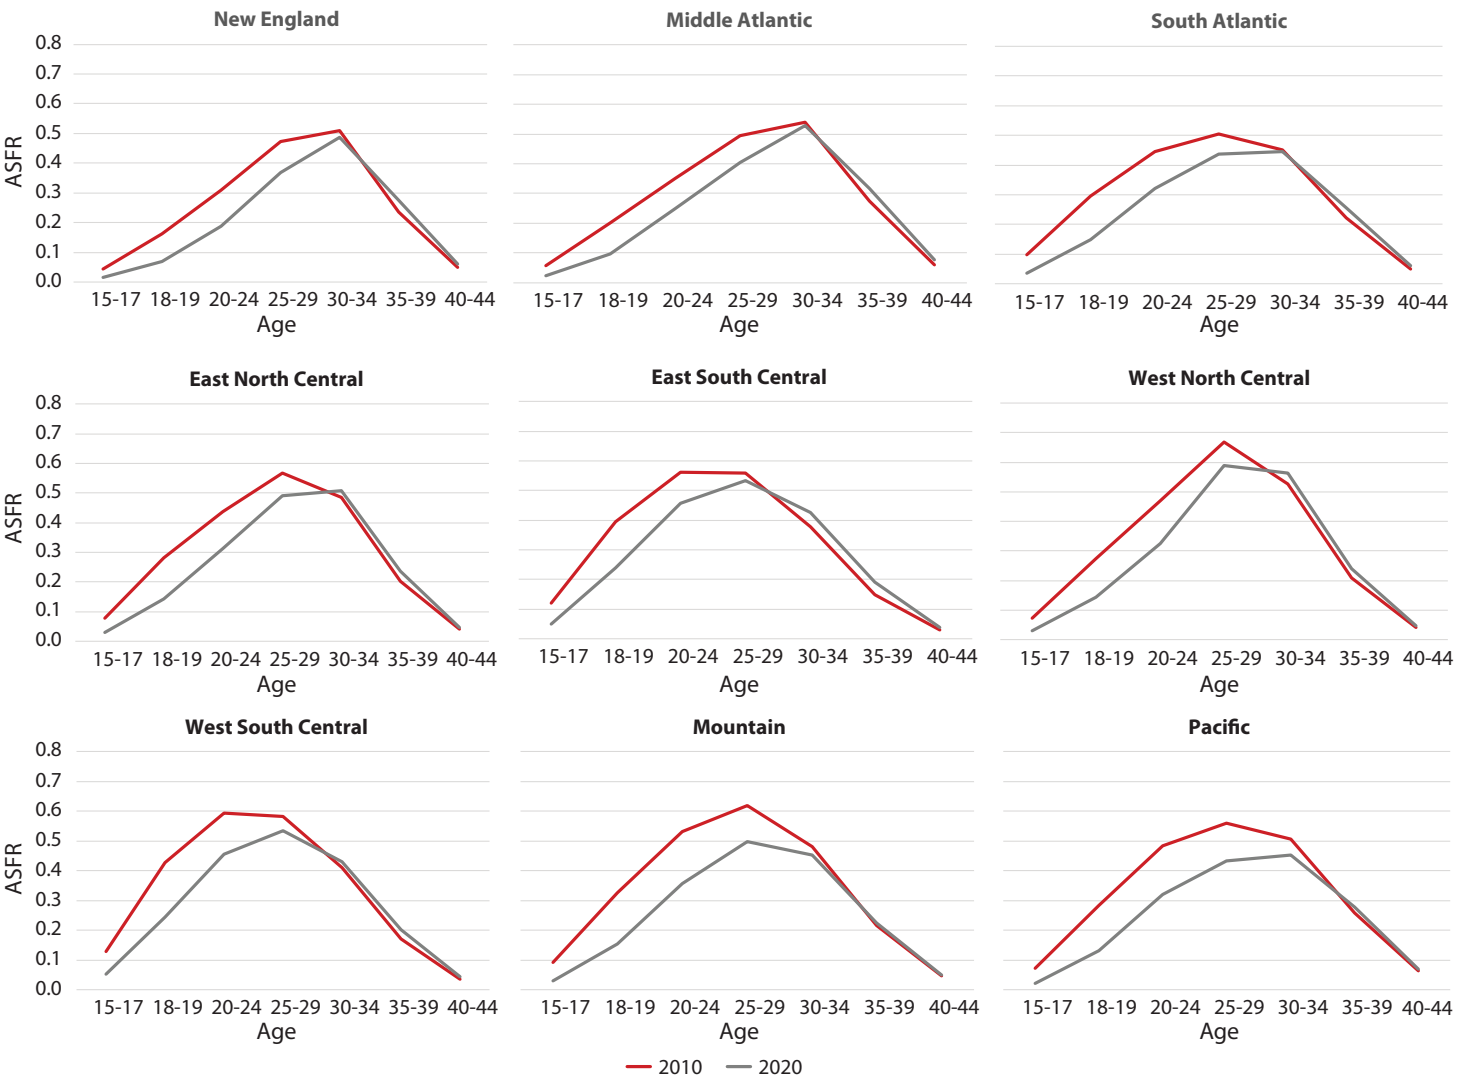 New England Middle Atlantic South Atlantic
0.8
0.7
0.6
0.5
0.4
0.3
0.2
0.1
0.0
ASFR
15-17 18-19 20-24 25-29 30-34 35-39 40-44
Age
15-17 18-19 20-24 25-29 30-34 35-39 40-44
Age
15-17 18-19 20-24 25-29 30-34 35-39 40-44
Age
East North Central East South Central West North Central
0.8
0.7
0.6
0.5
0.4
0.3
0.2
0.1
0.0
ASFR
15-17 18-19 20-24 25-29 30-34 35-39 40-44
Age
15-17 18-19 20-24 25-29 30-34 35-39 40-44
Age
15-17 18-19 20-24 25-29 30-34 35-39 40-44
Age
West South Central Mountain Pacific
0.8
0.7
0.6
0.5
0.4
0.3
0.2
0.1
0.0
ASFR
15-17 18-19 20-24 25-29 30-34 35-39 40-44
Age
15-17 18-19 20-24 25-29 30-34 35-39 40-44
Age
15-17 18-19 20-24 25-29 30-34 35-39 40-44
Age
2010 2020